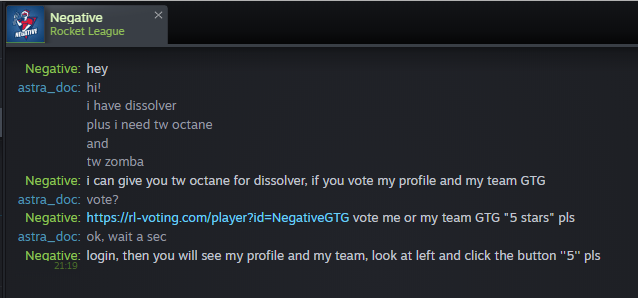 NEGATIVE
Negative
Rocket League
Negative: hey
astra_doc: hi!
i have dissolver
plus i need tw octane
and
tw zomba
Negative: i can give you tw octane for dissolver, if you vote my profile and my team GTG
astra_doc: vote?
Negative: https://rl-voting.com/player?id=NegativeGTG vote me or my team GTG "5 stars" pls
astra_doc: ok, wait a sec
Negative: login, then you will see my profile and my team, look at left and click the button ''5'' pls
21:19